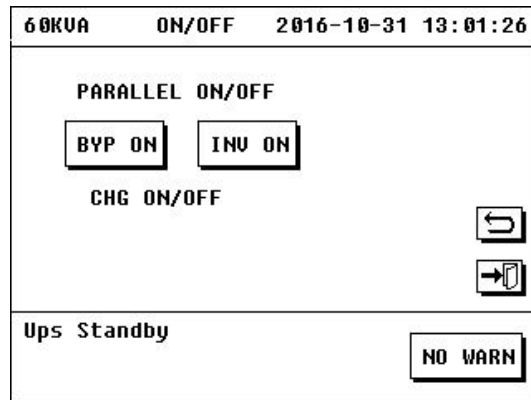 60KVA ON/OFF 2016-10-31 13:01:26
PARALLEL ON/OFF
BYP ON INV ON
CHG ON/OFF
Ups Standby
NO WARN